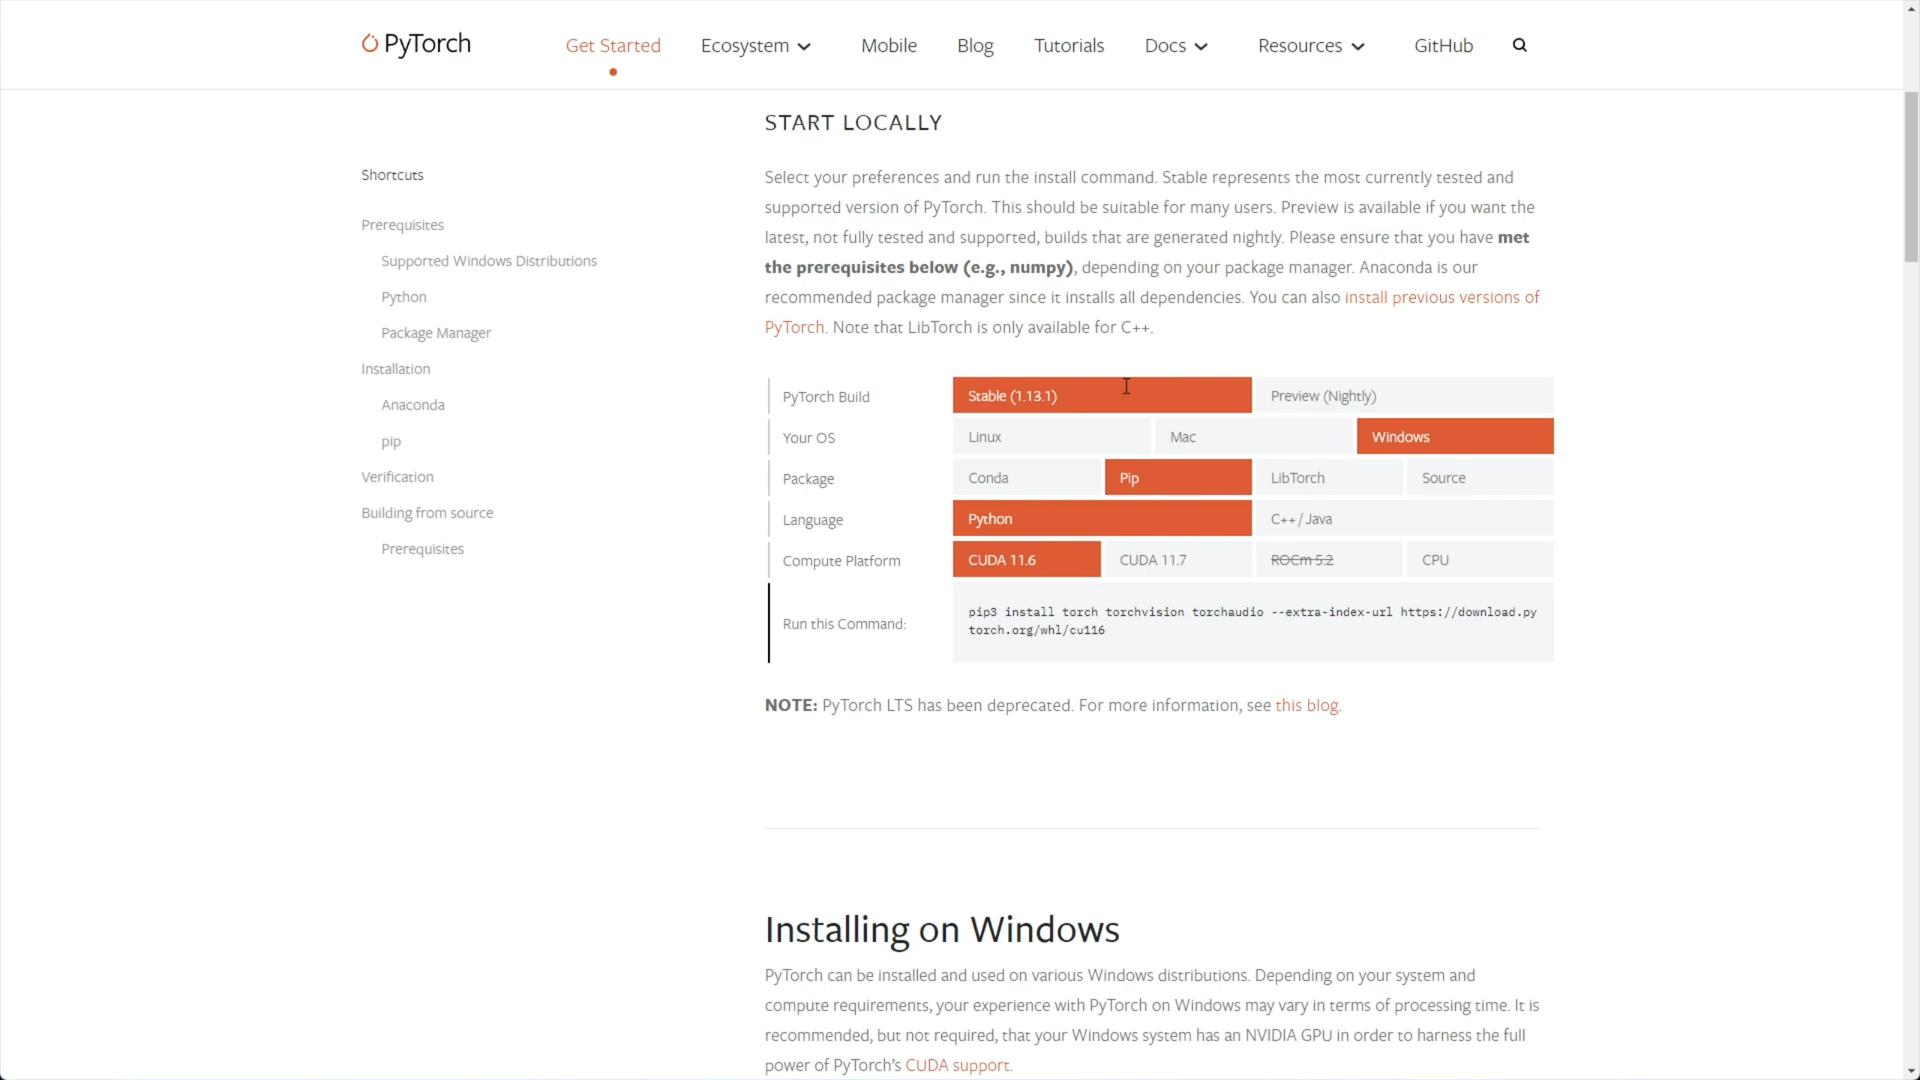 PyTorch
Get Started
Ecosystem
Mobile
Blog
Tutorials
Docs
Resources
GitHub
Shortcuts
Prerequisites
Supported Windows Distributions
Python
Package Manager
Installation
Anaconda
pip
Verification
Building from source
Prerequisites
START LOCALLY
Select your preferences and run the install command. Stable represents the most currently tested and
supported version of PyTorch. This should be suitable for many users. Preview is available if you want the
latest, not fully tested and supported, builds that are generated nightly. Please ensure that you have met
the prerequisites below (e.g., numpy), depending on your package manager. Anaconda is our
recommended package manager since it installs all dependencies. You can also install previous versions of
PyTorch. Note that LibTorch is only available for C++.
PyTorch Build Stable (1.13.1) Preview (Nightly)
Your OS Linux Mac Windows
Package Conda Pip LibTorch Source
Language Python C++ / Java
Compute Platform CUDA 11.6 CUDA 11.7 ROCm 5.2 CPU
Run this Command:
pip3 install torch torchvision torchaudio --extra-index-url https://download.py
torch.org/whl/cu116
NOTE: PyTorch LTS has been deprecated. For more information, see this blog.
Installing on Windows
PyTorch can be installed and used on various Windows distributions. Depending on your system and
compute requirements, your experience with PyTorch on Windows may vary in terms of processing time. It is
recommended, but not required, that your Windows system has an NVIDIA GPU in order to harness the full
power of PyTorch's CUDA support.